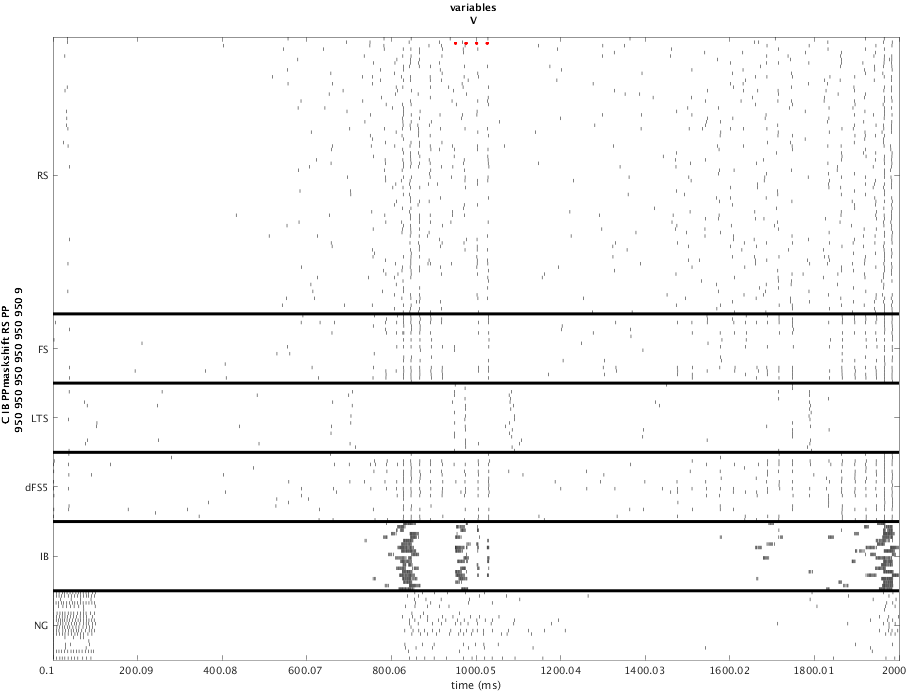 variables
V
C IB PPmaskshift RS PP
950 950 950 950 950 950 9
RS
FS
LTS
dFS5
IB
NG
0.1 200.09 400.08 600.07 800.06 1000.05 1200.04 1400.03 1600.02 1800.01 2000
time (ms)